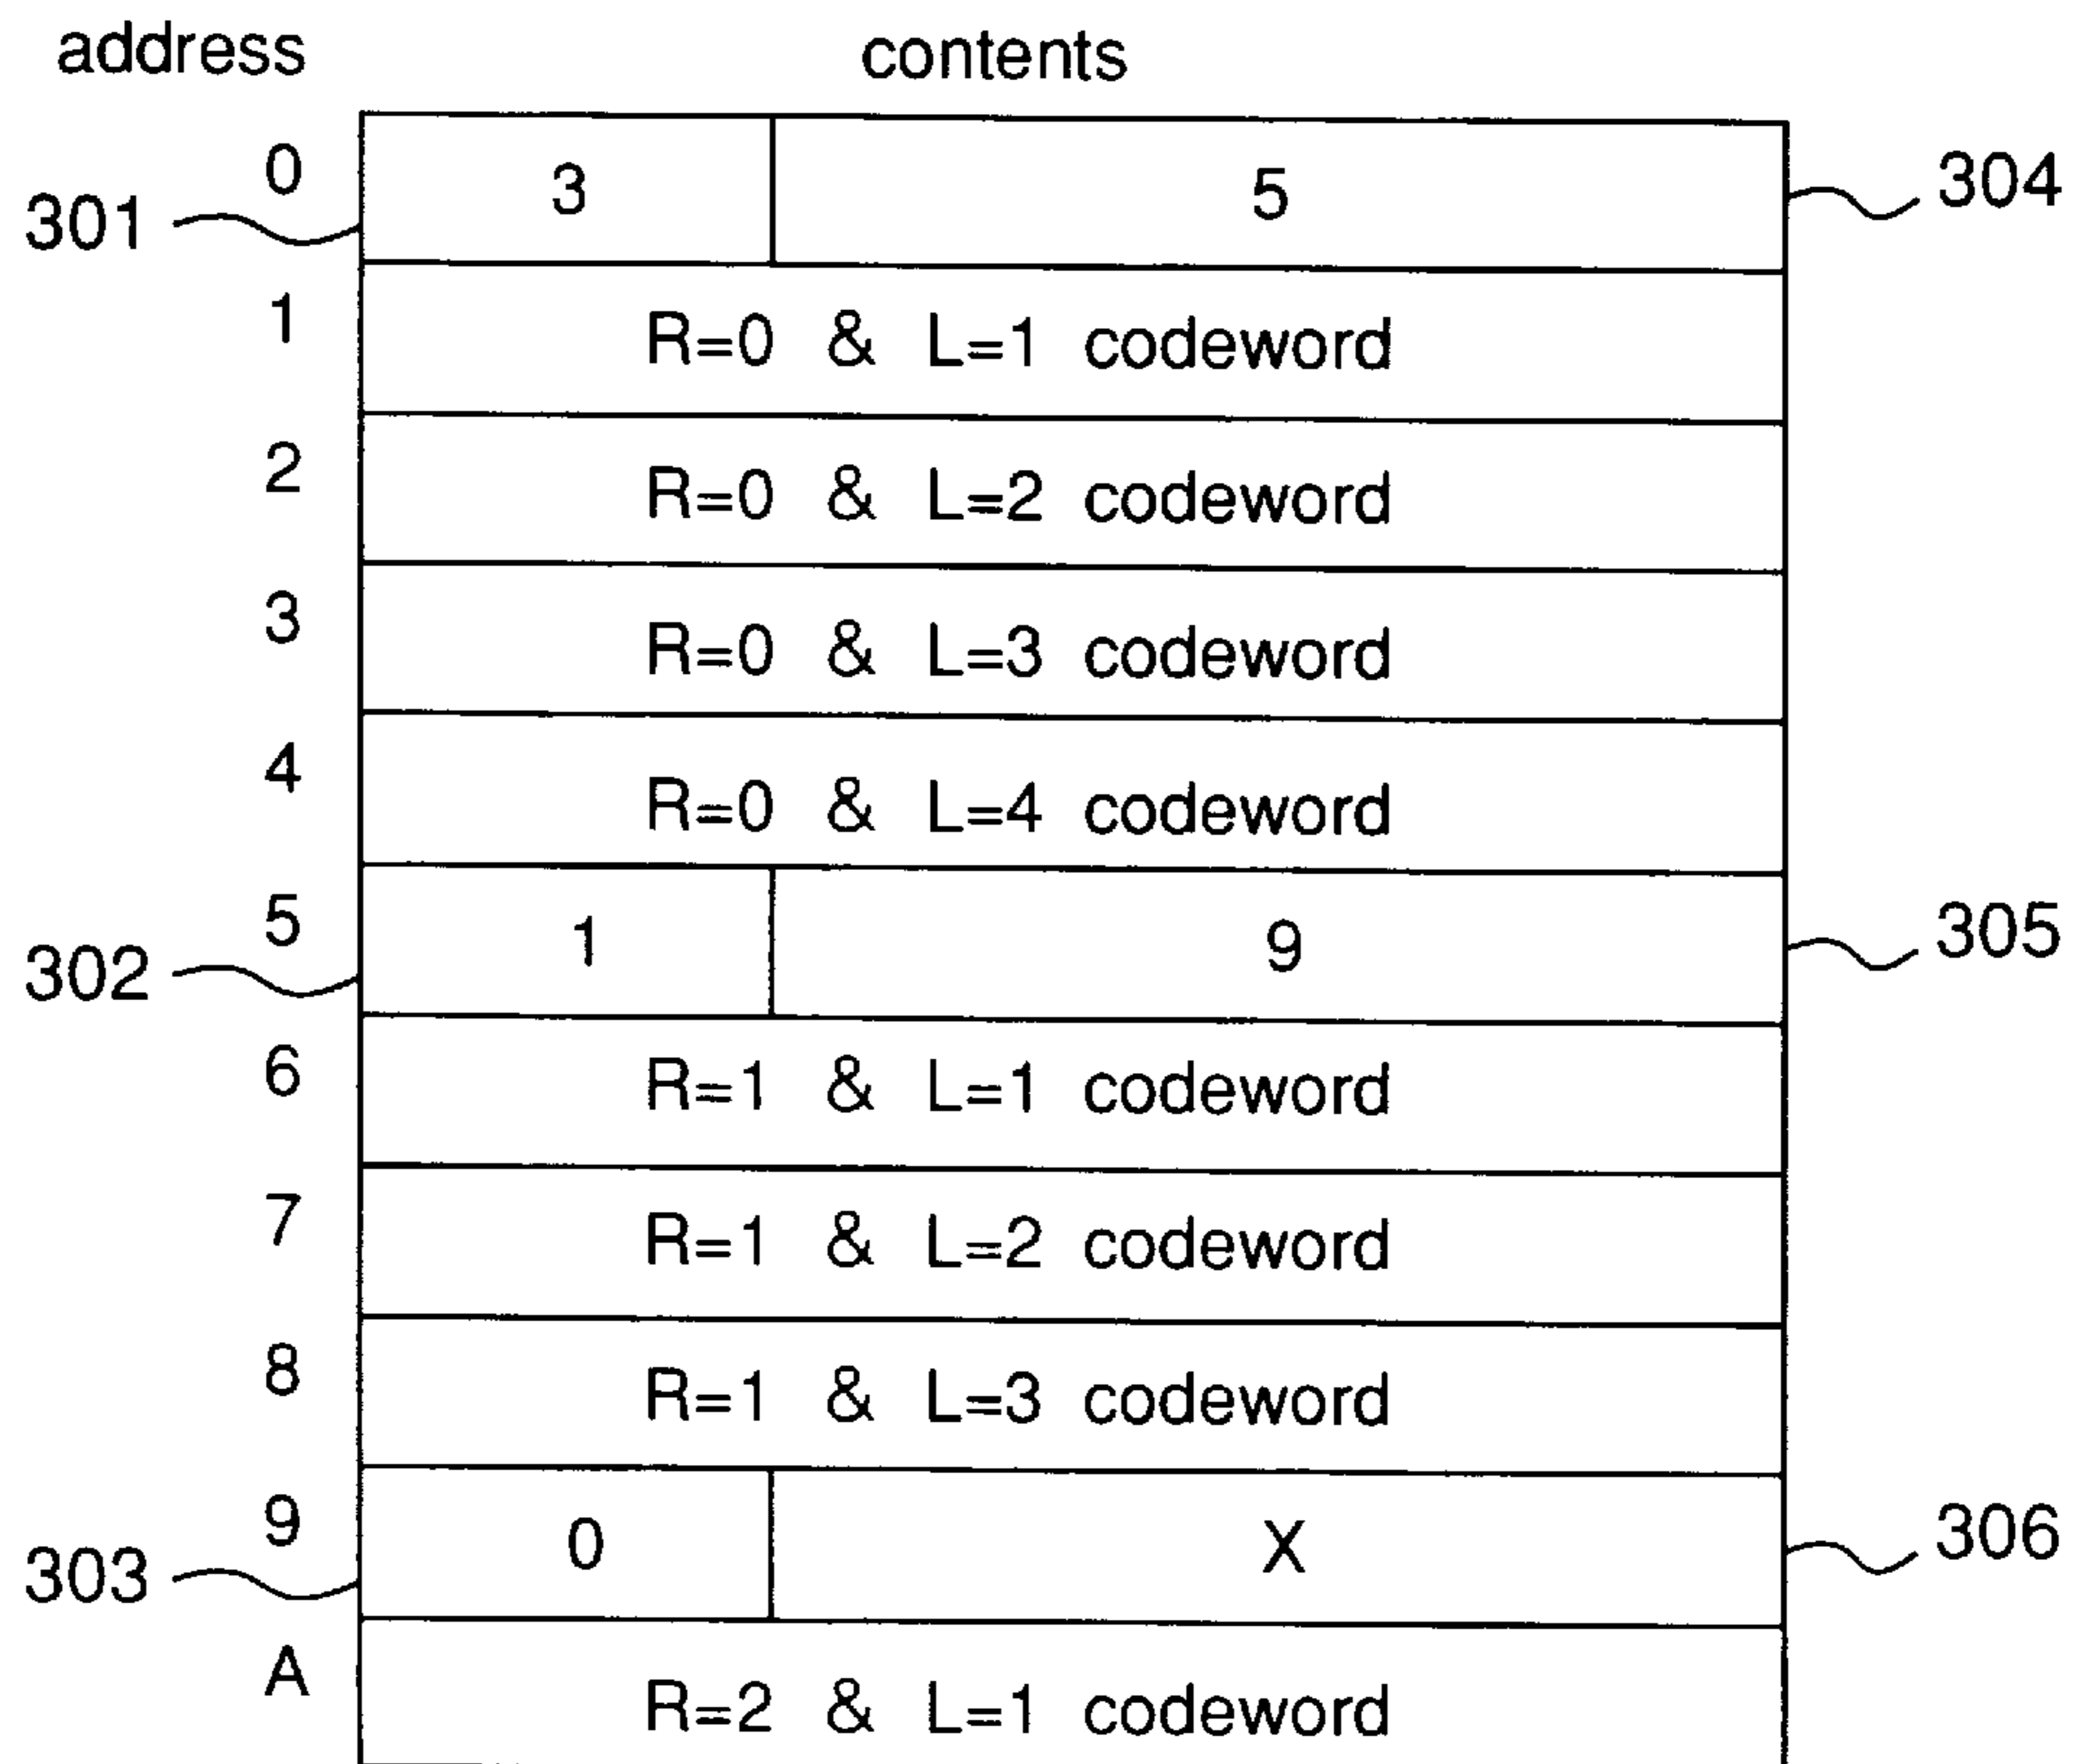 address contents
0 3 5 304
301
1 R=0 & L=1 codeword
2 R=0 & L=2 codeword
3 R=0 & L=3 codeword
4 R=0 & L=4 codeword
5 1 9 305
302
6 R=1 & L=1 codeword
7 R=1 & L=2 codeword
8 R=1 & L=3 codeword
9 0 X 306
303
A R=2 & L=1 codeword